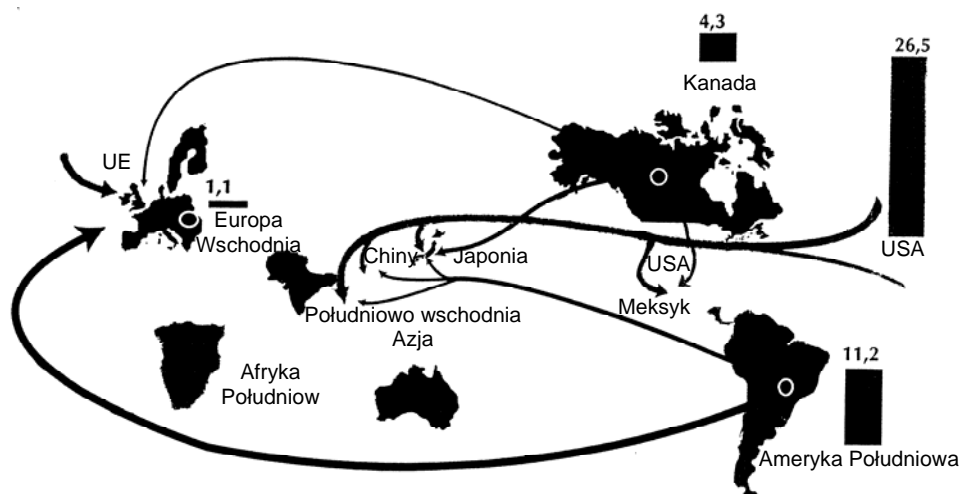 4,3
26,5
Kanada
UE
1,1
Europa
Wschodnia
Chiny
Japonia
USA
USA
Meksyk
Południowo wschodnia
Azja
11,2
Afryka
Południow
Ameryka Południowa